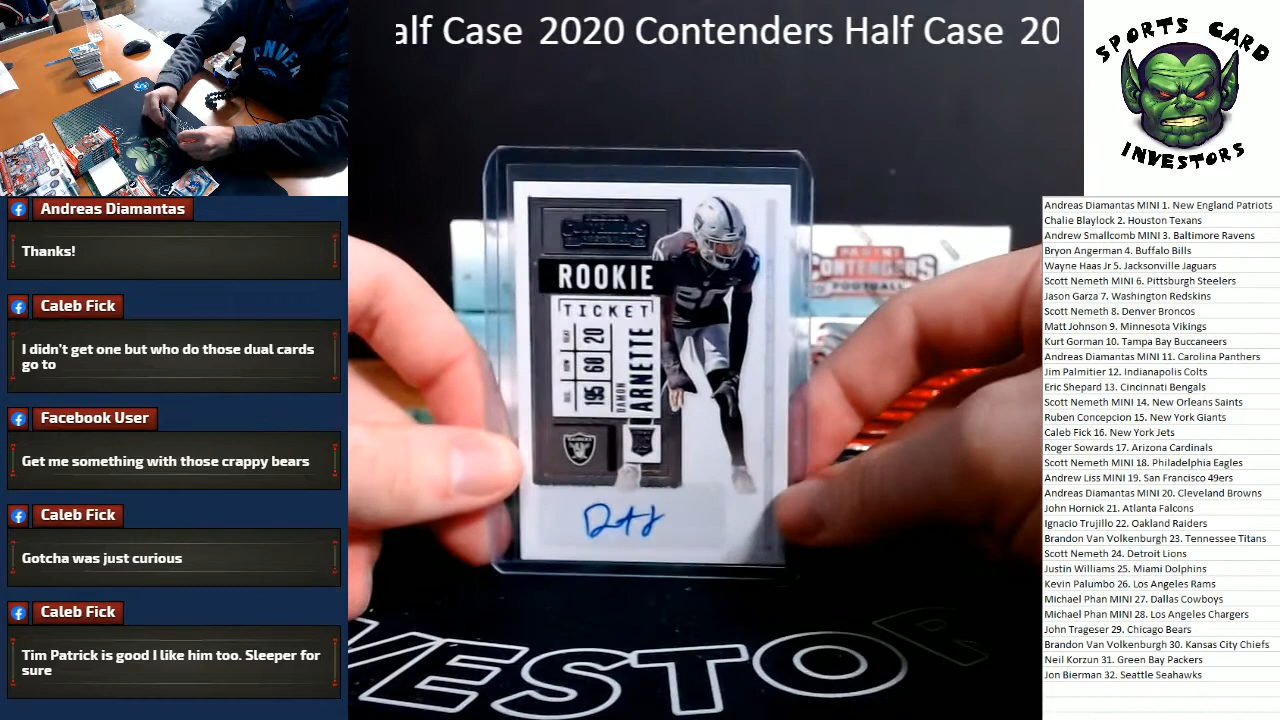 alf Case 2020 Contenders Half Case 20
SPORTS CARD
INVESTORS
Andreas Diamantas
Thanks!
Caleb Fick
I didn't get one but who do those dual cards
go to
Facebook User
Get me something with those crappy bears
Caleb Fick
Gotcha was just curious
Caleb Fick
Tim Patrick is good I like him too. Sleeper for
sure
CONTENDERS
ROOKIE
TICKET
SEAT 20
ROW 60
SEC. 195
DAMON
ARNETTE
RAIDERS
PANINI
CONTENDERS
FOOTBALL
VESTOR
Andreas Diamantas MINI 1. New England Patriots
Chalie Blaylock 2. Houston Texans
Andrew Smallcomb MINI 3. Baltimore Ravens
Bryon Angerman 4. Buffalo Bills
Wayne Haas Jr 5. Jacksonville Jaguars
Scott Nemeth MINI 6. Pittsburgh Steelers
Jason Garza 7. Washington Redskins
Scott Nemeth 8. Denver Broncos
Matt Johnson 9. Minnesota Vikings
Kurt Gorman 10. Tampa Bay Buccaneers
Andreas Diamantas MINI 11. Carolina Panthers
Jim Palmitier 12. Indianapolis Colts
Eric Shepard 13. Cincinnati Bengals
Scott Nemeth MINI 14. New Orleans Saints
Ruben Concepcion 15. New York Giants
Caleb Fick 16. New York Jets
Roger Sowards 17. Arizona Cardinals
Scott Nemeth MINI 18. Philadelphia Eagles
Andrew Liss MINI 19. San Francisco 49ers
Andreas Diamantas MINI 20. Cleveland Browns
John Hornick 21. Atlanta Falcons
Ignacio Trujillo 22. Oakland Raiders
Brandon Van Volkenburgh 23. Tennessee Titans
Scott Nemeth 24. Detroit Lions
Justin Williams 25. Miami Dolphins
Kevin Palumbo 26. Los Angeles Rams
Michael Phan MINI 27. Dallas Cowboys
Michael Phan MINI 28. Los Angeles Chargers
John Trageser 29. Chicago Bears
Brandon Van Volkenburgh 30. Kansas City Chiefs
Neil Korzun 31. Green Bay Packers
Jon Bierman 32. Seattle Seahawks